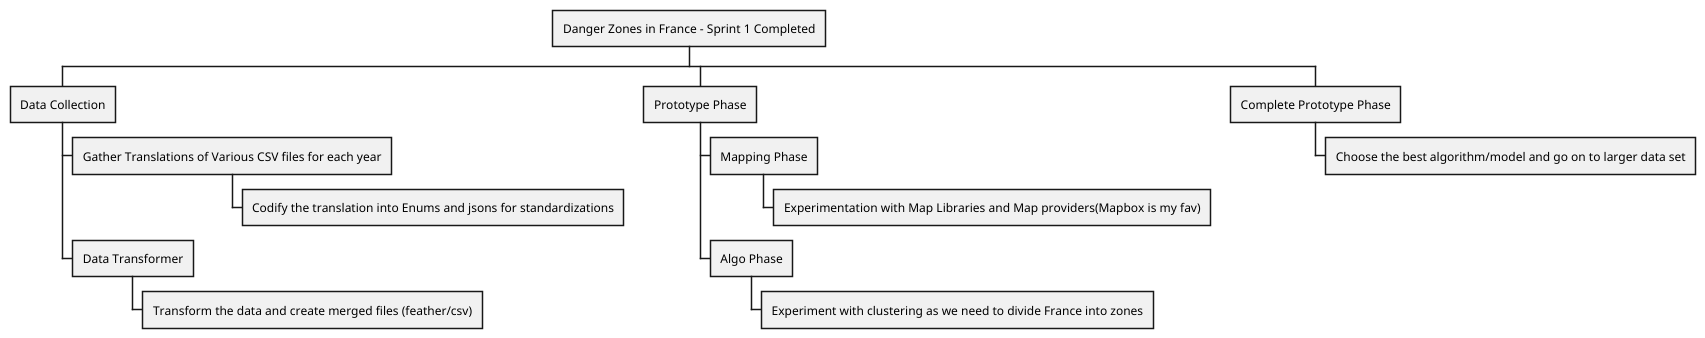 Danger Zones in France - Sprint 1 Completed
Data Collection
Gather Translations of Various CSV files for each year
Codify the translation into Enums and jsons for standardizations
Data Transformer
Transform the data and create merged files (feather/csv)
Prototype Phase
Mapping Phase
Experimentation with Map Libraries and Map providers(Mapbox is my fav)
Algo Phase
Experiment with clustering as we need to divide France into zones
Complete Prototype Phase
Choose the best algorithm/model and go on to larger data set